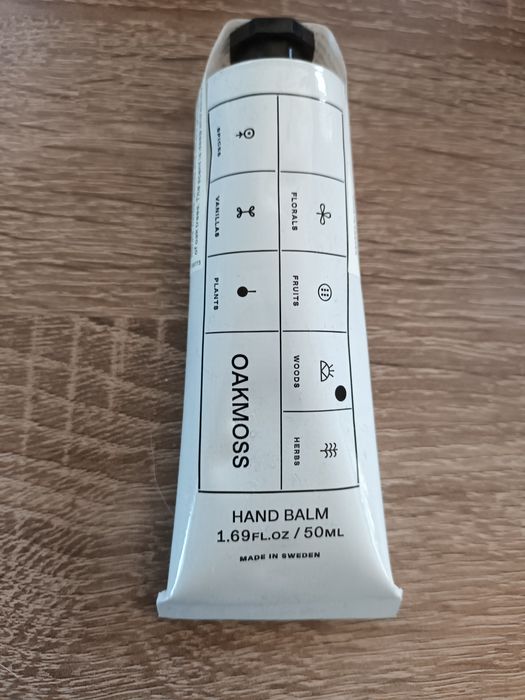 SPICES
VANILLAS
PLANTS
FLORALS
FRUITS
WOODS
HERBS
OAKMOSS
HAND BALM
1.69FL.OZ / 50ML
MADE IN SWEDEN